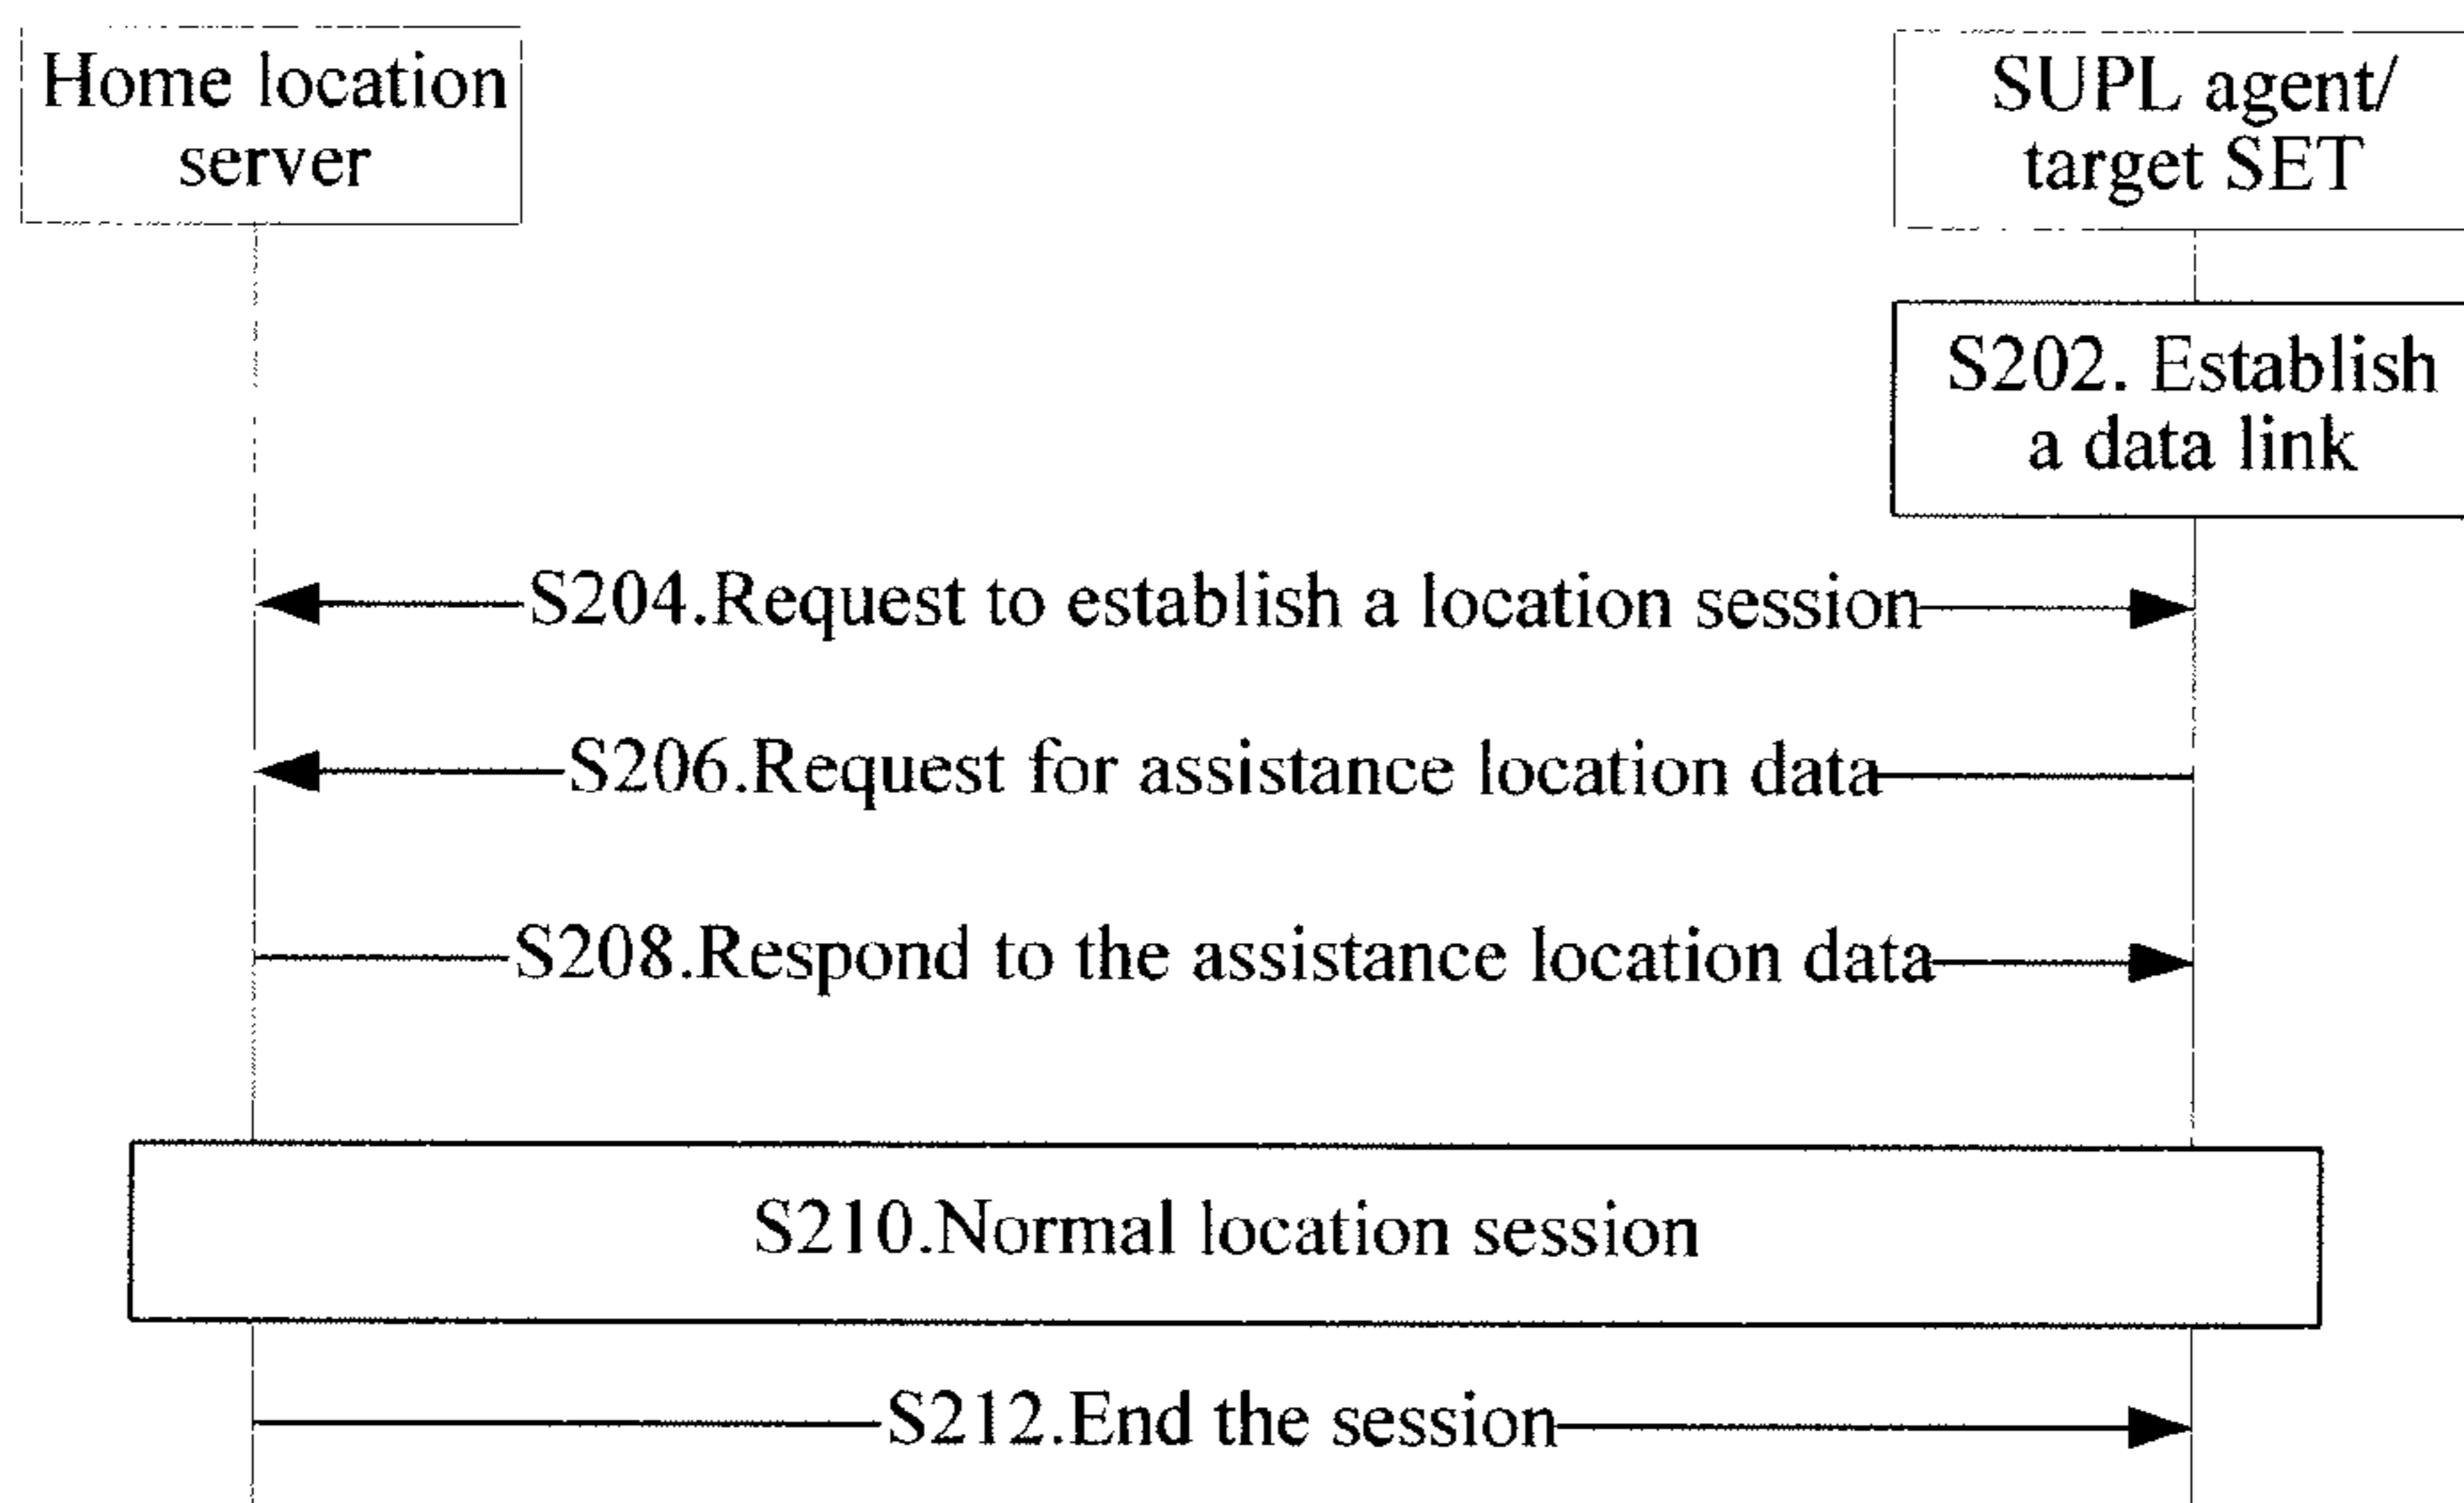 Home location
server
SUPL agent/
target SET
S202. Establish
a data link
S204.Request to establish a location session
S206.Request for assistance location data
S208.Respond to the assistance location data
S210.Normal location session
S212.End the session